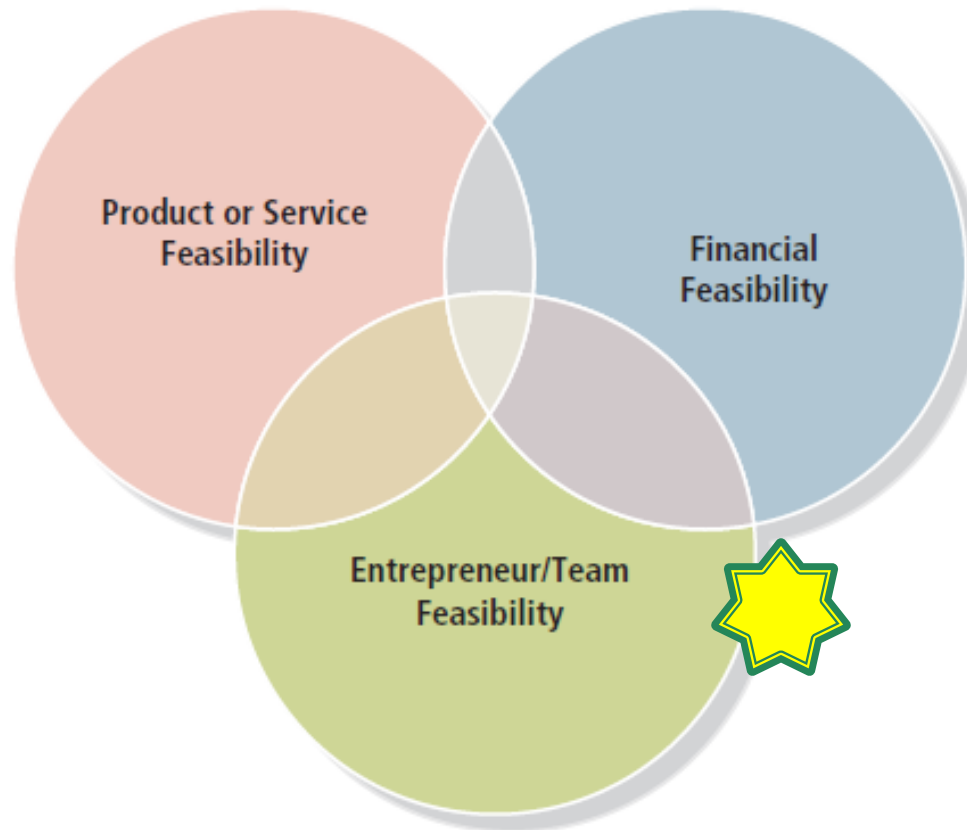 Product or Service
Feasibility
Financial
Feasibility
Entrepreneur/Team
Feasibility